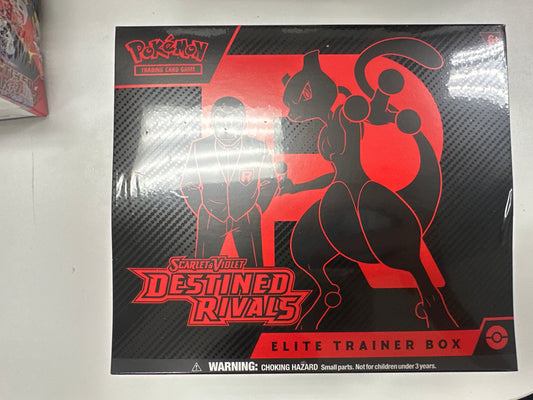 POKéMON
TRADING CARD GAME
R
SCARLET & VIOLET
DESTINED
RIVALS
ELITE TRAINER BOX
WARNING: CHOKING HAZARD Small parts. Not for children under 3 years.